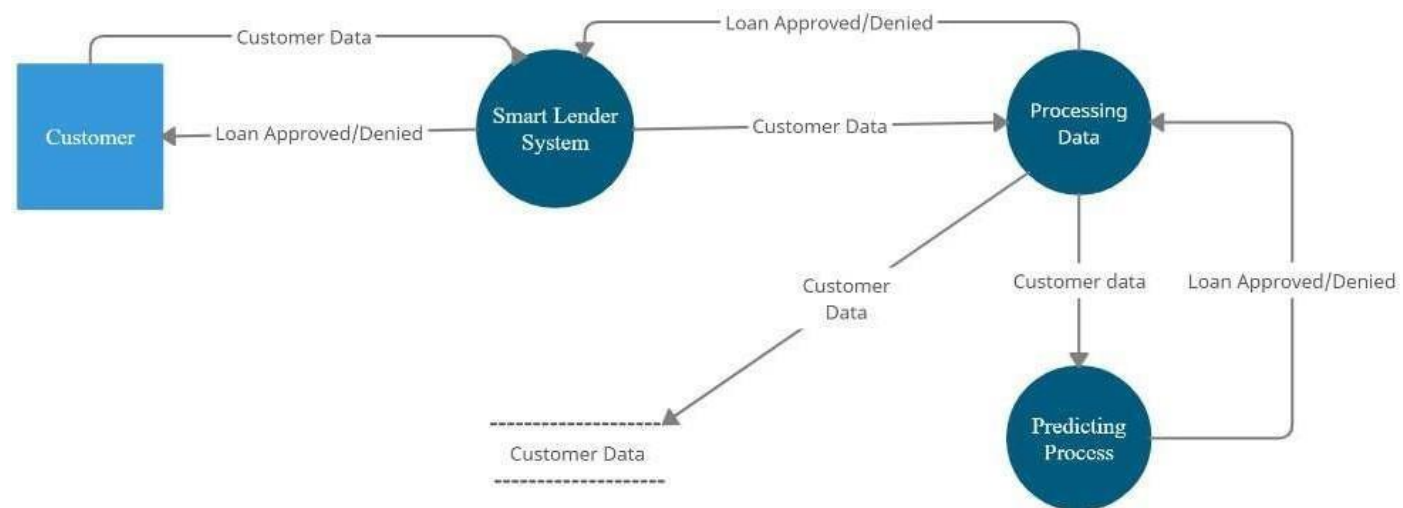 Loan Approved/Denied
Customer Data
Customer
Loan Approved/Denied
Smart Lender
System
Customer Data
Processing
Data
Customer
Data
Customer data
Loan Approved/Denied
Customer Data
Predicting
Process